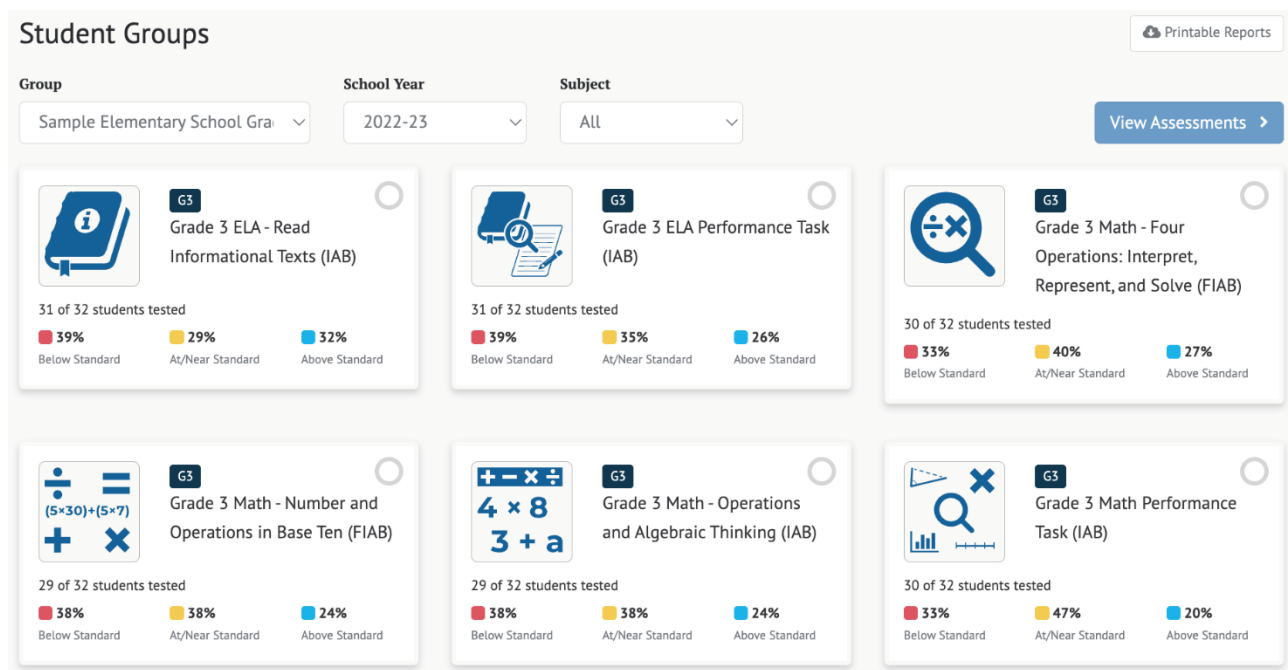 Student Groups
Printable Reports
Group
School Year
Subject
Sample Elementary School Gra
2022-23
All
View Assessments
G3
Grade 3 ELA - Read
Informational Texts (IAB)
31 of 32 students tested
39%
29%
32%
Below Standard
At/Near Standard
Above Standard
G3
Grade 3 ELA Performance Task
(IAB)
31 of 32 students tested
39%
35%
26%
Below Standard
At/Near Standard
Above Standard
÷×
G3
Grade 3 Math - Four
Operations: Interpret,
Represent, and Solve (FIAB)
30 of 32 students tested
33%
40%
27%
Below Standard
At/Near Standard
Above Standard
÷ =
(5×30)+(5×7)
+ ×
G3
Grade 3 Math - Number and
Operations in Base Ten (FIAB)
29 of 32 students tested
38%
38%
24%
Below Standard
At/Near Standard
Above Standard
+ − × ÷
4 × 8
3 + a
G3
Grade 3 Math - Operations
and Algebraic Thinking (IAB)
29 of 32 students tested
38%
38%
24%
Below Standard
At/Near Standard
Above Standard
G3
Grade 3 Math Performance
Task (IAB)
30 of 32 students tested
33%
47%
20%
Below Standard
At/Near Standard
Above Standard